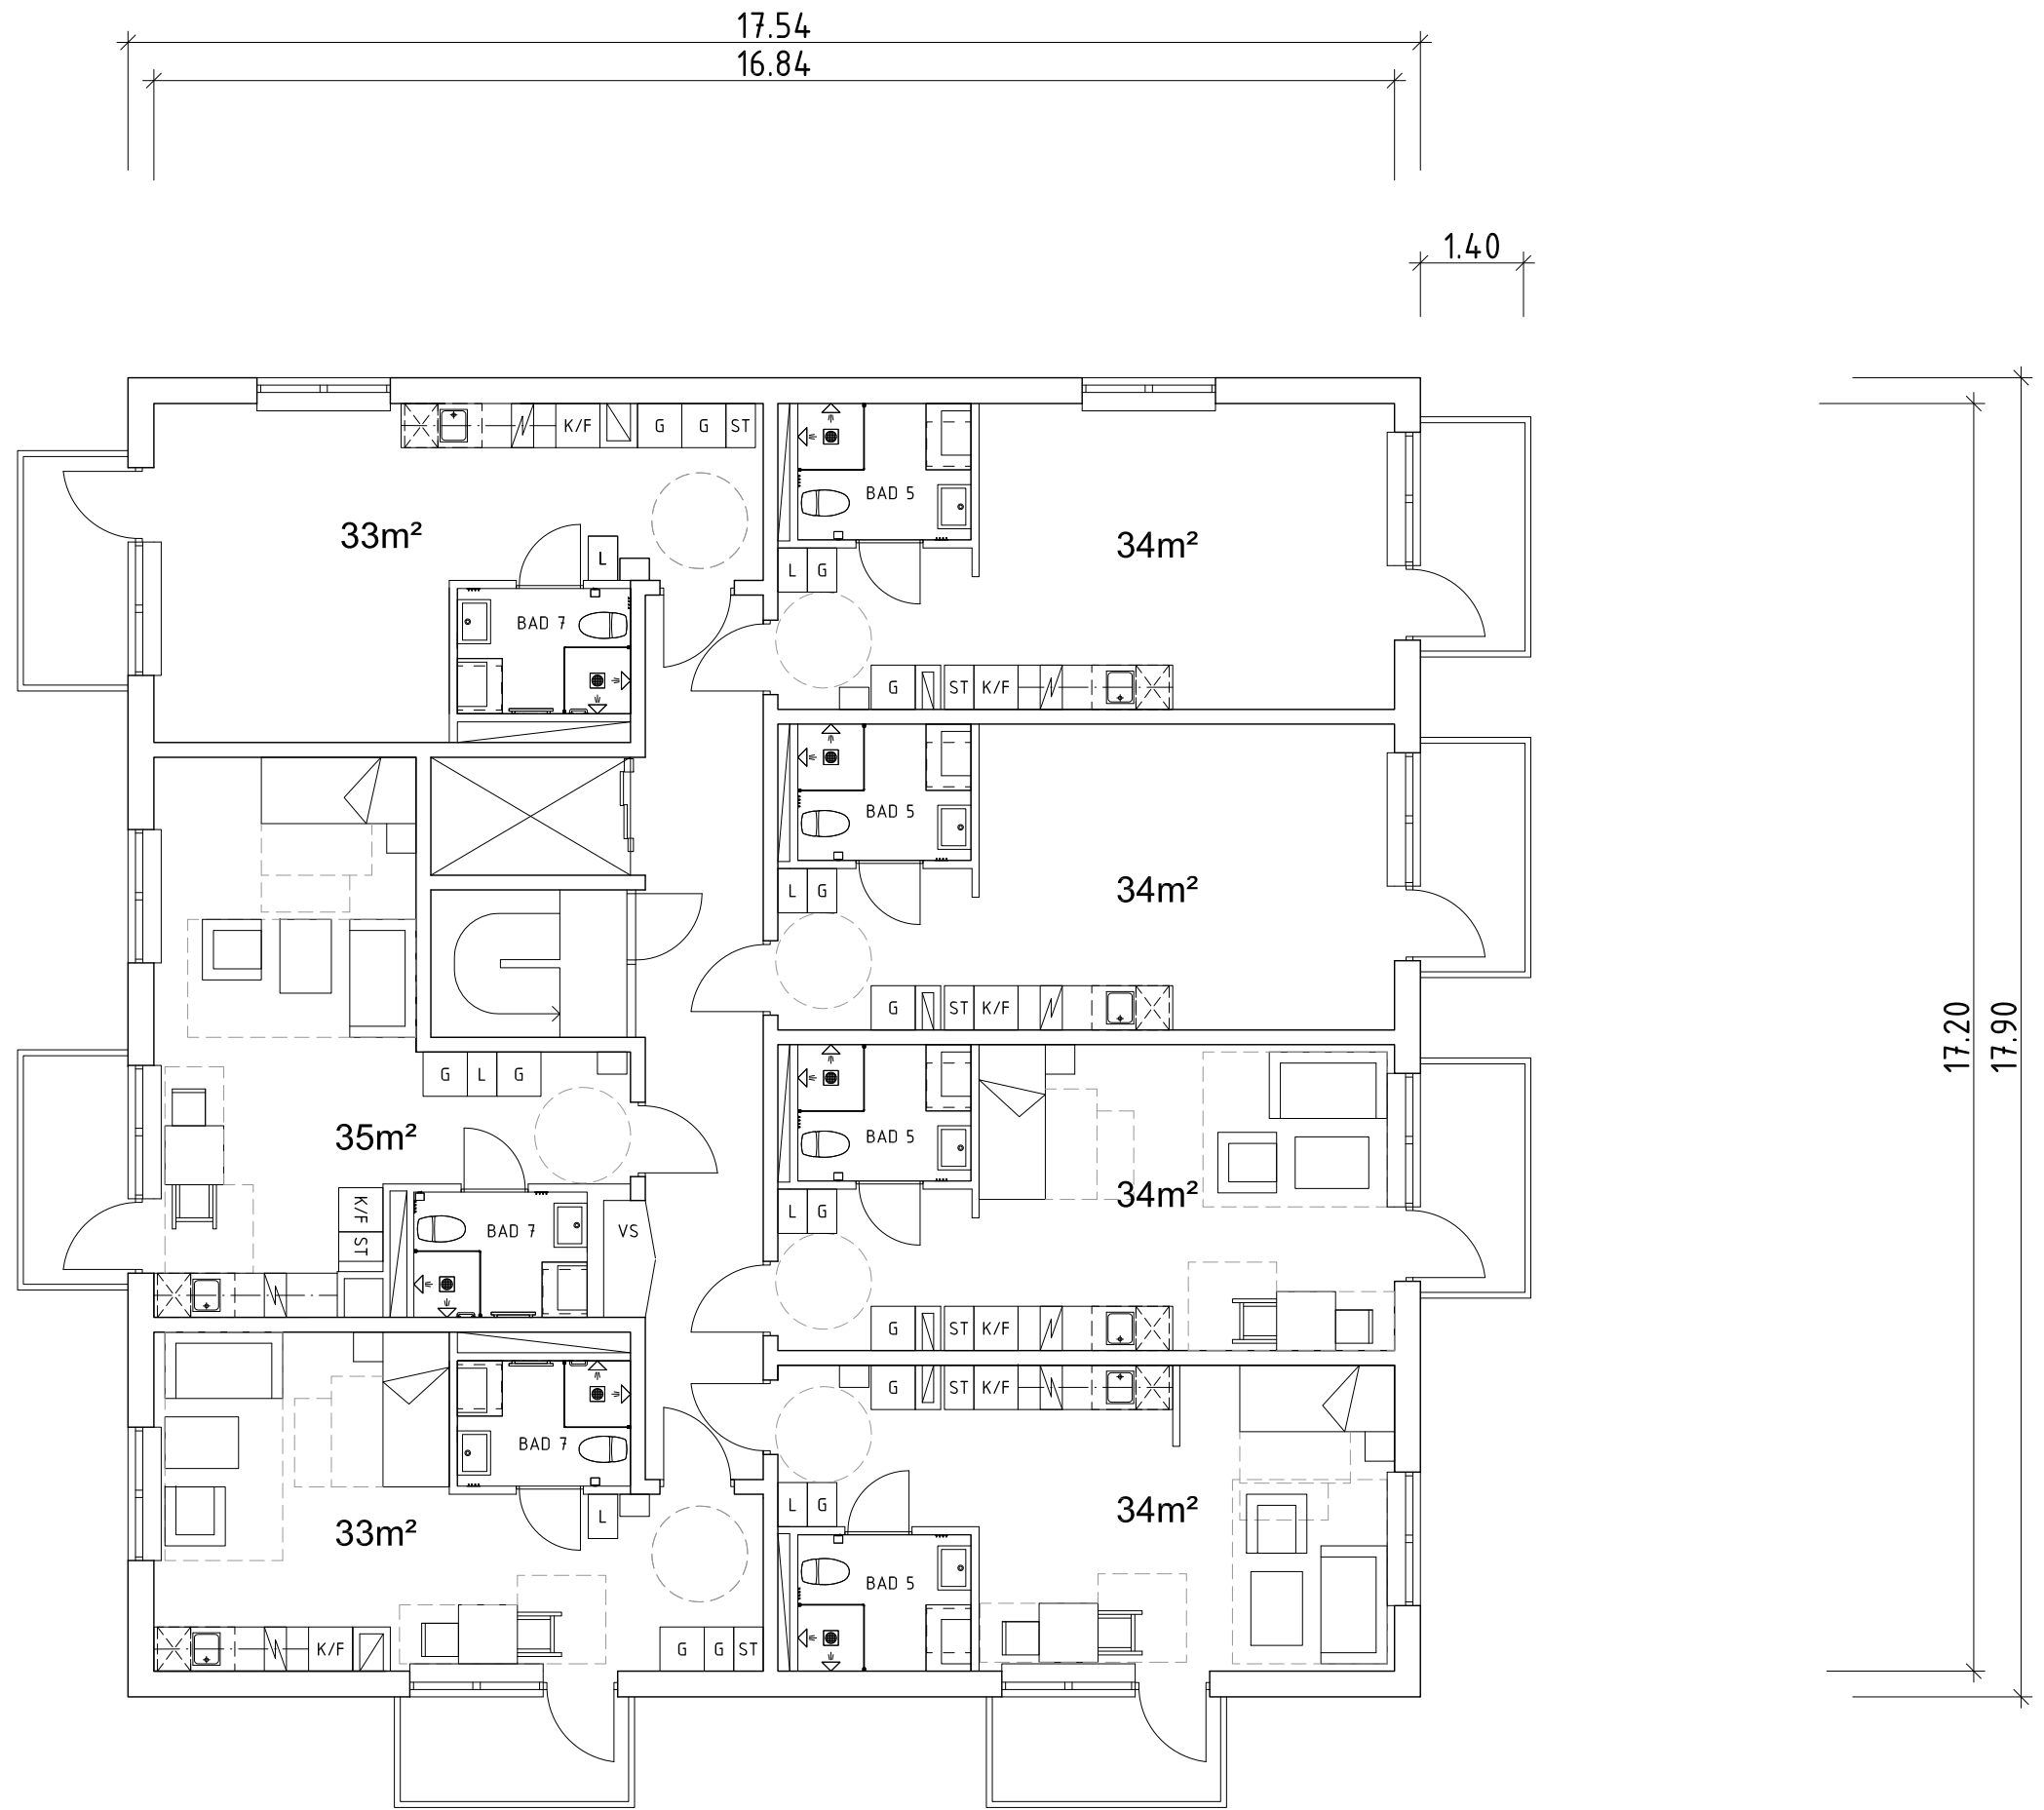 17.54
16.84
1.40
K/F G G ST
BAD 5
33m²
34m²
L
L G
BAD 7
G ST K/F
BAD 5
34m²
L G
G ST K/F
17.20
17.90
G L G
35m²
BAD 5
34m²
K/F
ST
BAD 7
VS
L G
G ST K/F
G ST K/F
BAD 7
33m²
L
L G
34m²
BAD 5
K/F
G G ST